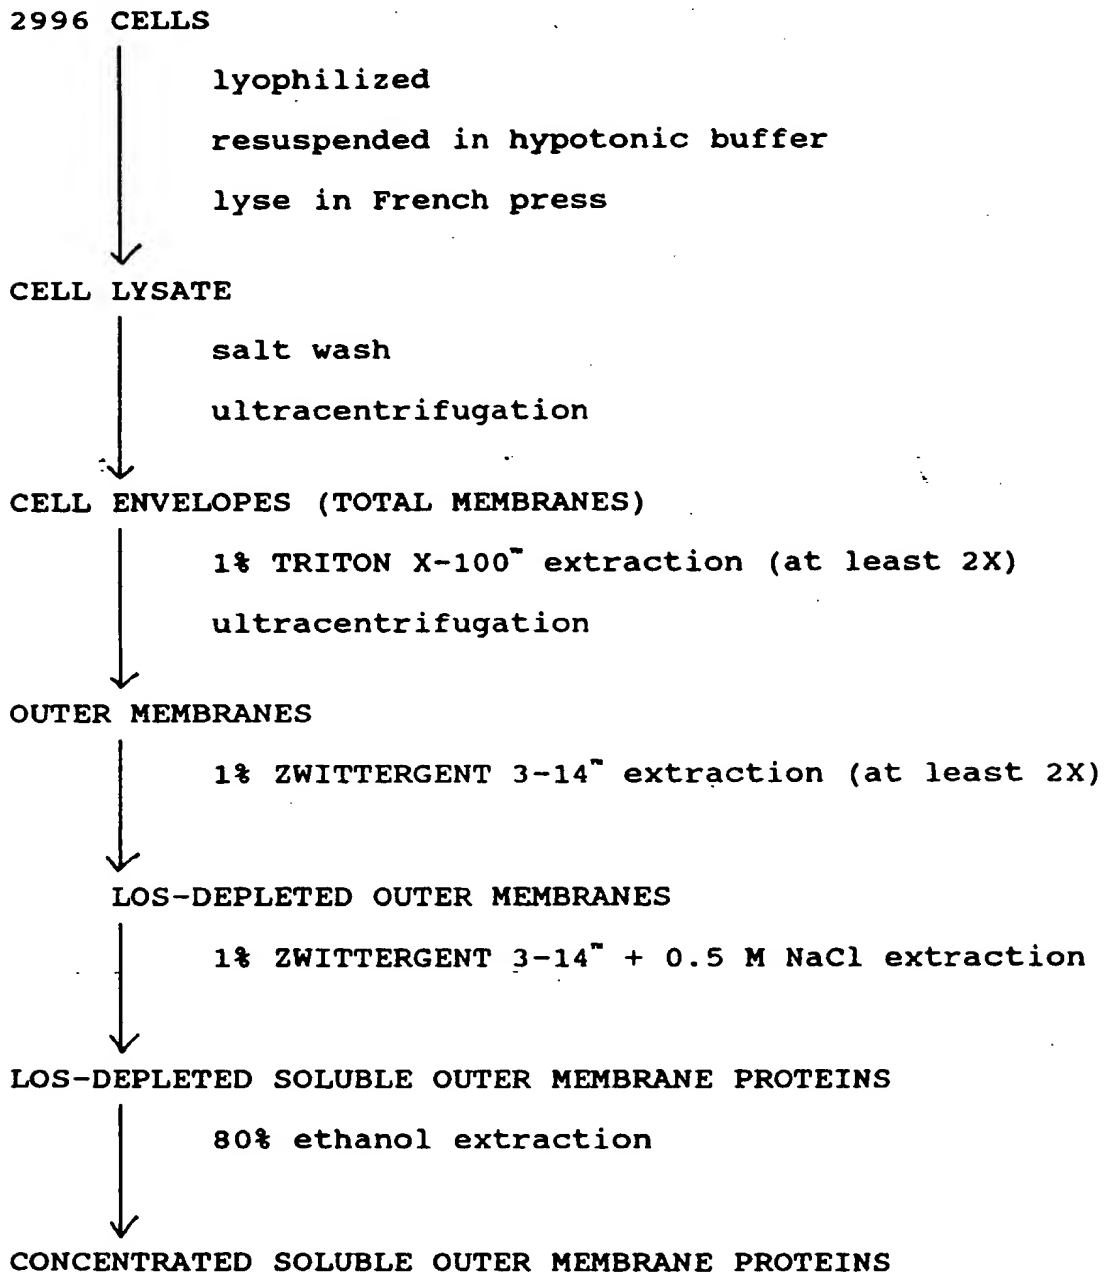 2996 CELLS
lyophilized
resuspended in hypotonic buffer
lyse in French press
CELL LYSATE
salt wash
ultracentrifugation
CELL ENVELOPES (TOTAL MEMBRANES)
1% TRITON X-100™ extraction (at least 2X)
ultracentrifugation
OUTER MEMBRANES
1% ZWITTERGENT 3-14™ extraction (at least 2X)
LOS-DEPLETED OUTER MEMBRANES
1% ZWITTERGENT 3-14™ + 0.5 M NaCl extraction
LOS-DEPLETED SOLUBLE OUTER MEMBRANE PROTEINS
80% ethanol extraction
CONCENTRATED SOLUBLE OUTER MEMBRANE PROTEINS